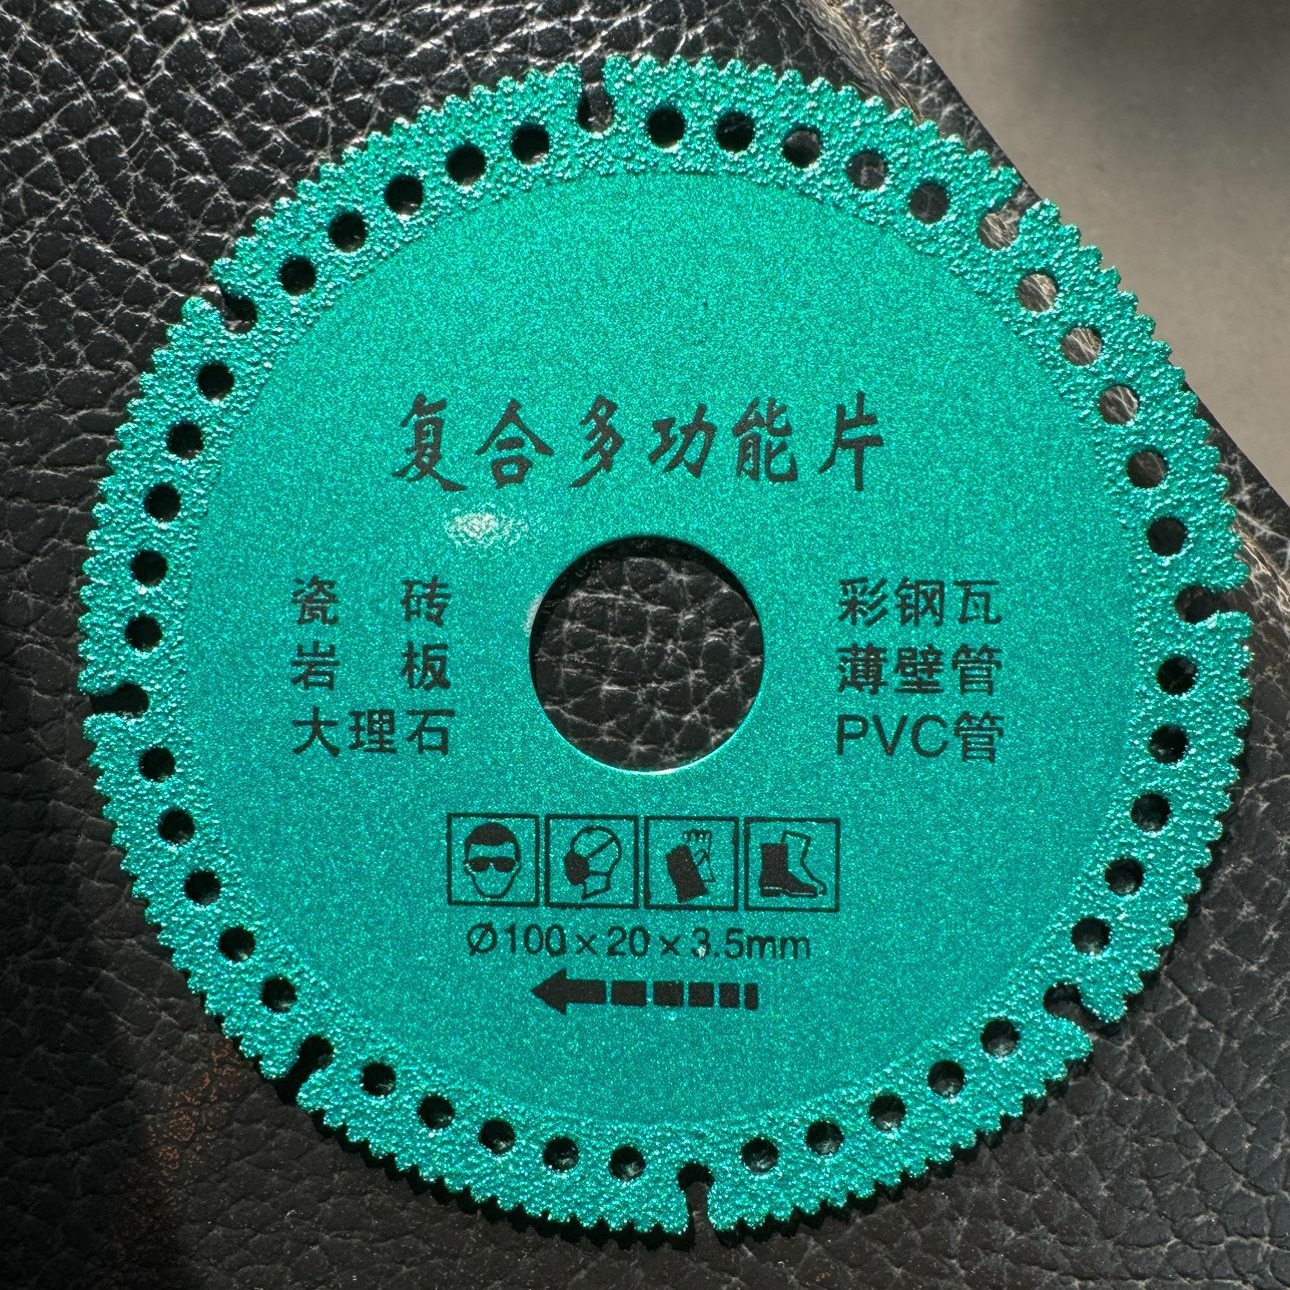 复合多功能片
瓷 砖
岩 板
大理石
彩钢瓦
薄壁管
PVC管
Ø100×20×3.5mm